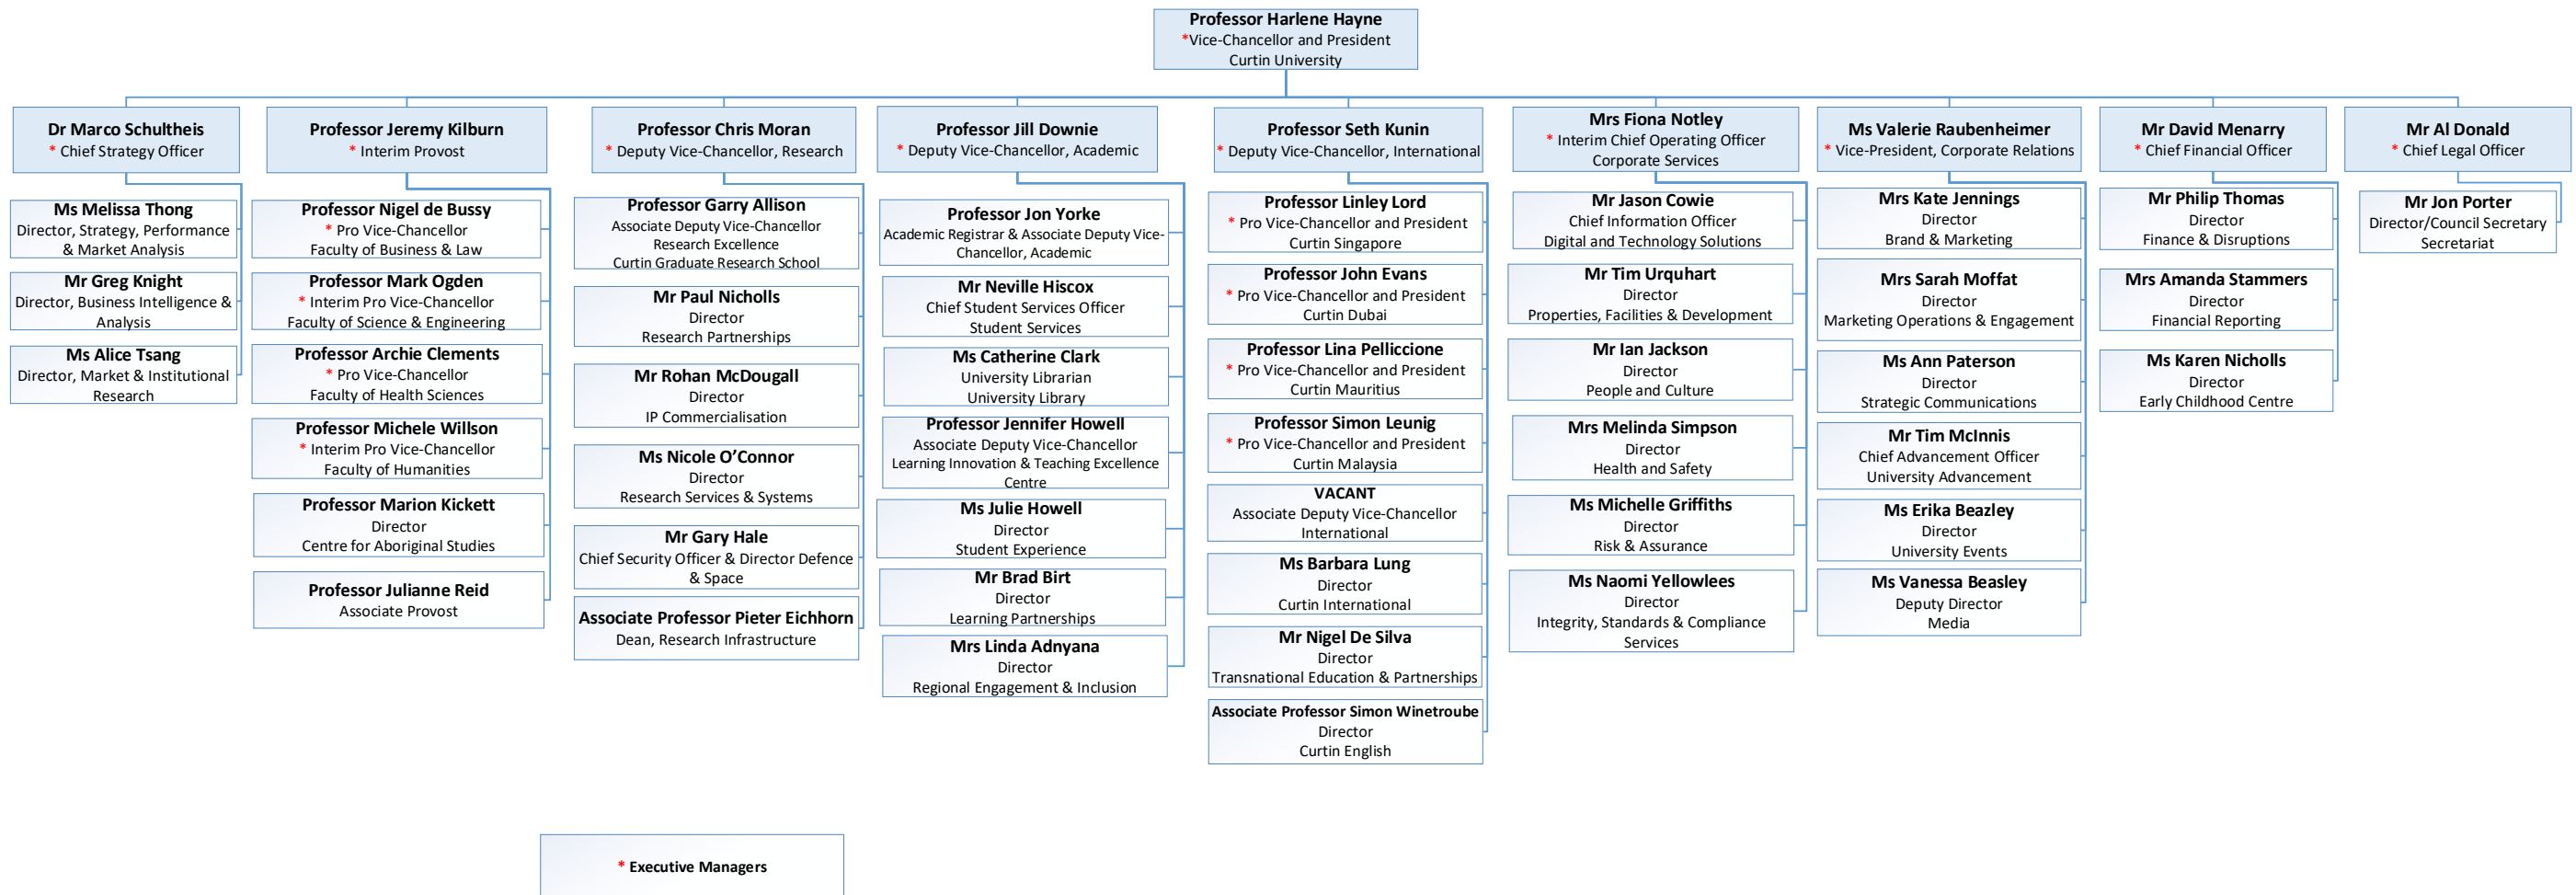 Professor Harlene Hayne
*Vice-Chancellor and President
Curtin University
Dr Marco Schultheis
* Chief Strategy Officer
Ms Melissa Thong
Director, Strategy, Performance
& Market Analysis
Mr Greg Knight
Director, Business Intelligence &
Analysis
Ms Alice Tsang
Director, Market & Institutional
Research
Professor Jeremy Kilburn
* Interim Provost
Professor Nigel de Bussy
* Pro Vice-Chancellor
Faculty of Business & Law
Professor Mark Ogden
* Interim Pro Vice-Chancellor
Faculty of Science & Engineering
Professor Archie Clements
* Pro Vice-Chancellor
Faculty of Health Sciences
Professor Michele Willson
* Interim Pro Vice-Chancellor
Faculty of Humanities
Professor Marion Kickett
Director
Centre for Aboriginal Studies
Professor Julianne Reid
Associate Provost
Professor Chris Moran
* Deputy Vice-Chancellor, Research
Professor Garry Allison
Associate Deputy Vice-Chancellor
Research Excellence
Curtin Graduate Research School
Mr Paul Nicholls
Director
Research Partnerships
Mr Rohan McDougall
Director
IP Commercialisation
Ms Nicole O’Connor
Director
Research Services & Systems
Mr Gary Hale
Chief Security Officer & Director Defence
& Space
Associate Professor Pieter Eichhorn
Dean, Research Infrastructure
Professor Jill Downie
* Deputy Vice-Chancellor, Academic
Professor Jon Yorke
Academic Registrar & Associate Deputy Vice-
Chancellor, Academic
Mr Neville Hiscox
Chief Student Services Officer
Student Services
Ms Catherine Clark
University Librarian
University Library
Professor Jennifer Howell
Associate Deputy Vice-Chancellor
Learning Innovation & Teaching Excellence
Centre
Ms Julie Howell
Director
Student Experience
Mr Brad Birt
Director
Learning Partnerships
Mrs Linda Adnyana
Director
Regional Engagement & Inclusion
Professor Seth Kunin
* Deputy Vice-Chancellor, International
Professor Linley Lord
* Pro Vice-Chancellor and President
Curtin Singapore
Professor John Evans
* Pro Vice-Chancellor and President
Curtin Dubai
Professor Lina Pelliccione
* Pro Vice-Chancellor and President
Curtin Mauritius
Professor Simon Leunig
* Pro Vice-Chancellor and President
Curtin Malaysia
VACANT
Associate Deputy Vice-Chancellor
International
Ms Barbara Lung
Director
Curtin International
Mr Nigel De Silva
Director
Transnational Education & Partnerships
Associate Professor Simon Winetroube
Director
Curtin English
Mrs Fiona Notley
* Interim Chief Operating Officer
Corporate Services
Mr Jason Cowie
Chief Information Officer
Digital and Technology Solutions
Mr Tim Urquhart
Director
Properties, Facilities & Development
Mr Ian Jackson
Director
People and Culture
Mrs Melinda Simpson
Director
Health and Safety
Ms Michelle Griffiths
Director
Risk & Assurance
Ms Naomi Yellowlees
Director
Integrity, Standards & Compliance
Services
Ms Valerie Raubenheimer
* Vice-President, Corporate Relations
Mrs Kate Jennings
Director
Brand & Marketing
Mrs Sarah Moffat
Director
Marketing Operations & Engagement
Ms Ann Paterson
Director
Strategic Communications
Mr Tim McInnis
Chief Advancement Officer
University Advancement
Ms Erika Beazley
Director
University Events
Ms Vanessa Beasley
Deputy Director
Media
Mr David Menarry
* Chief Financial Officer
Mr Philip Thomas
Director
Finance & Disruptions
Mrs Amanda Stammers
Director
Financial Reporting
Ms Karen Nicholls
Director
Early Childhood Centre
Mr Al Donald
* Chief Legal Officer
Mr Jon Porter
Director/Council Secretary
Secretariat
* Executive Managers